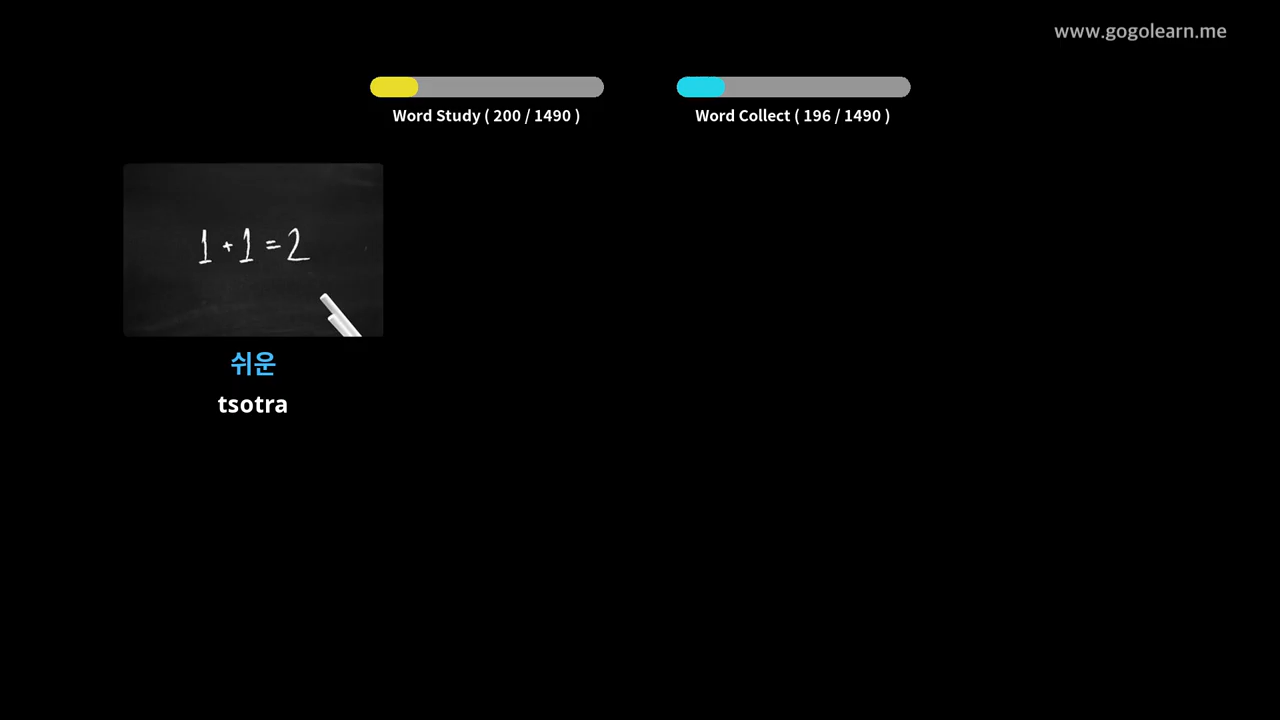 www.gogolearn.me
Word Study ( 200 / 1490 )
Word Collect ( 196 / 1490 )
1 + 1 = 2
쉬운
tsotra